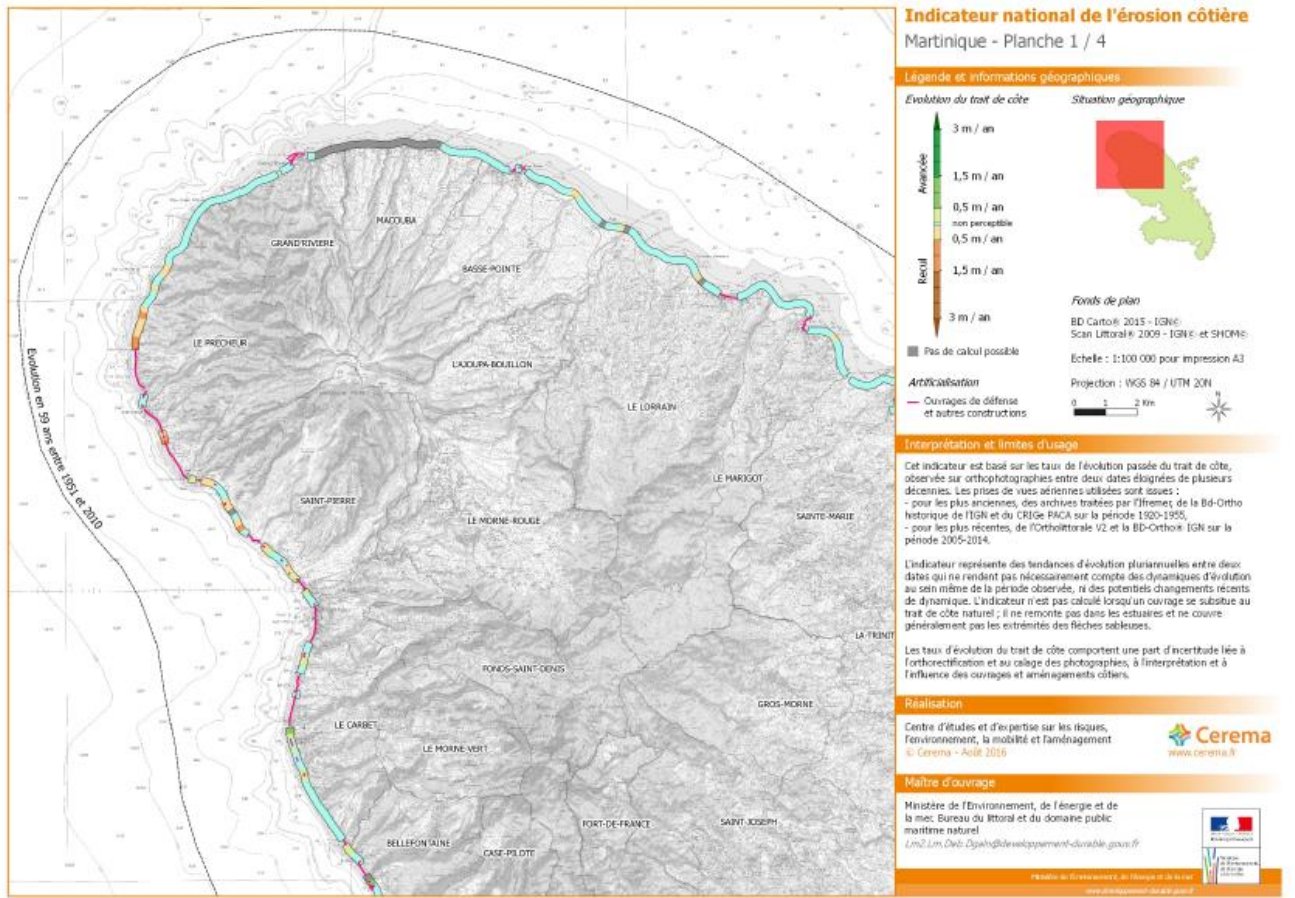 Indicateur national de l'érosion côtière
Martinique - Planche 1 / 4
Légende et informations géographiques
Evolution du trait de côte
Situation géographique
Avancée
3 m / an
1,5 m / an
0,5 m / an
non perceptible
0,5 m / an
Recul
1,5 m / an
3 m / an
Pas de calcul possible
Artificialisation
Ouvrages de défense
et autres constructions
Fonds de plan
BD Carto® 2015 - IGN©
Scan Littoral® 2009 - IGN© et SHOM©
Echelle : 1:100 000 pour impression A3
Projection : WGS 84 / UTM 20N
0 1 2 Km
N
Interprétation et limites d'usage
Cet indicateur est basé sur les taux de l'évolution passée du trait de côte,
observée sur orthophotographies entre deux dates éloignées de plusieurs
décennies. Les prises de vues aériennes utilisées sont issues :
- pour les plus anciennes, des archives traitées par l'Ifremer, de la Bd-Ortho
historique de l'IGN et du CRIGe PACA sur la période 1920-1955,
- pour les plus récentes, de l'Ortholittorale V2 et la BD-Ortho® IGN sur la
période 2005-2014.
L'indicateur représente des tendances d'évolution pluriannuelles entre deux
dates qui ne rendent pas nécessairement compte des dynamiques d'évolution
au sein même de la période observée, ni des potentiels changements récents
de dynamique. L'indicateur n'est pas calculé lorsqu'un ouvrage se subsitue au
trait de côte naturel ; il ne remonte pas dans les estuaires et ne couvre
généralement pas les extrémités des flèches sableuses.
Les taux d'évolution du trait de côte comportent une part d'incertitude liée à
l'orthorectification et au calage des photographies, à l'interprétation et à
l'influence des ouvrages et aménagements côtiers.
Réalisation
Centre d'études et d'expertise sur les risques,
l'environnement, la mobilité et l'aménagement
© Cerema - Août 2016
Cerema
www.cerema.fr
Maître d'ouvrage
Ministère de l'Environnement, de l'énergie et de
la mer, Bureau du littoral et du domaine public
maritime naturel
Ministère de l'Environnement, de l'Energie et de la mer
www.developpement-durable.gouv.fr
MACOUBA
GRAND'RIVIERE
BASSE-POINTE
LE PRECHEUR
L'AJOUPA-BOUILLON
LE LORRAIN
LE MARIGOT
SAINT-PIERRE
LE MORNE-ROUGE
SAINTE-MARIE
LA TRINIT
FONDS-SAINT-DENIS
GROS-MORNE
LE CARBET
LE MORNE-VERT
FORT-DE-FRANCE
SAINT-JOSEPH
BELLEFONTAINE
CASE-PILOTE
Evolution en 59 ans entre 1951 et 2010